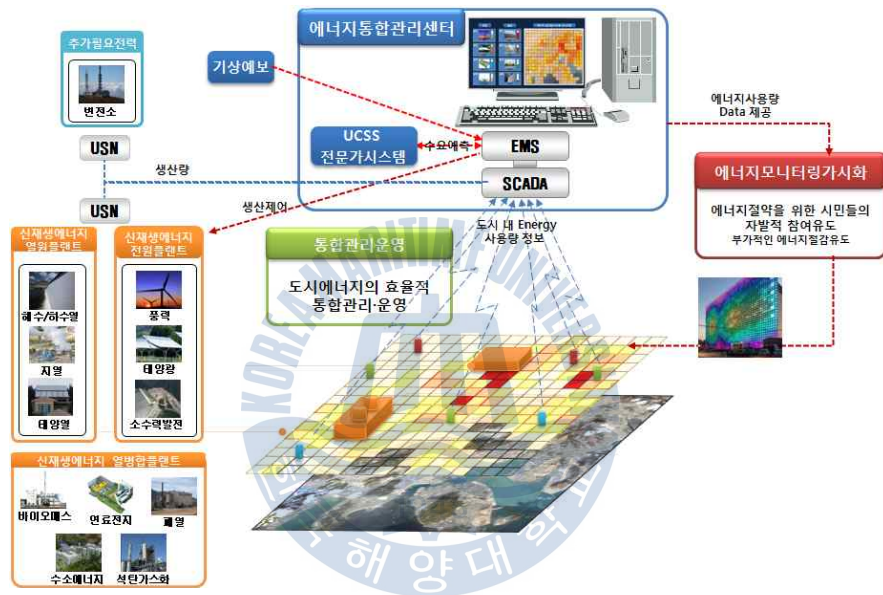 에너지통합관리센터
추가필요전력
변전소
기상예보
UCSS
전문가시스템
수요예측
EMS
SCADA
에너지사용량
Data 제공
USN
생산량
USN
생산제어
에너지모니터링가시화
에너지절약을 위한 시민들의
자발적 참여유도
부가적인 에너지절감유도
도시 내 Energy
사용량 정보
통합관리운영
도시에너지의 효율적
통합관리·운영
신재생에너지
열원플랜트
해수/하수열
지열
태양열
신재생에너지
전원플랜트
풍력
태양광
소수력발전
신재생에너지 열병합플랜트
바이오매스
연료전지
폐열
수소에너지
석탄가스화
KOREA MARITIME UNIVERSITY
해양대학교